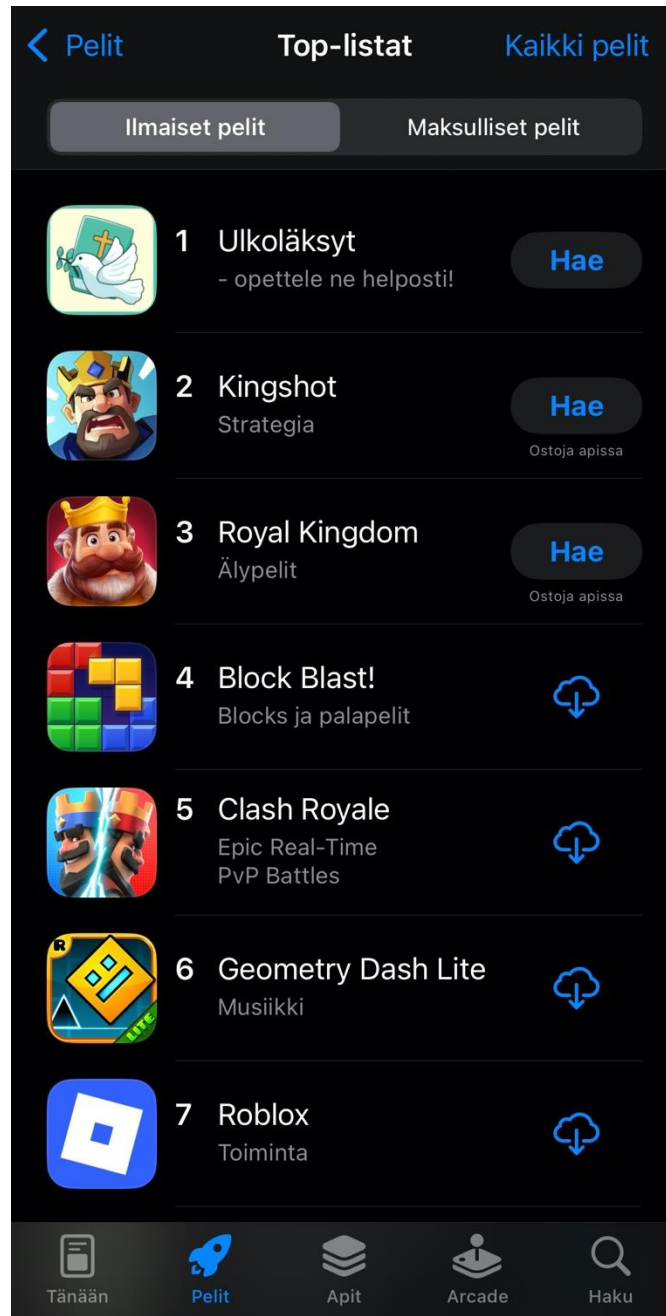 Pelit Top-listat Kaikki pelit
Ilmaiset pelit Maksulliset pelit
1 Ulkoläksyt
- opettele ne helposti!
Hae
2 Kingshot
Strategia
Hae
Ostoja apissa
3 Royal Kingdom
Älypelit
Hae
Ostoja apissa
4 Block Blast!
Blocks ja palapelit
5 Clash Royale
Epic Real-Time
PvP Battles
R
LITE
6 Geometry Dash Lite
Musiikki
7 Roblox
Toiminta
Tänään Pelit Apit Arcade Haku